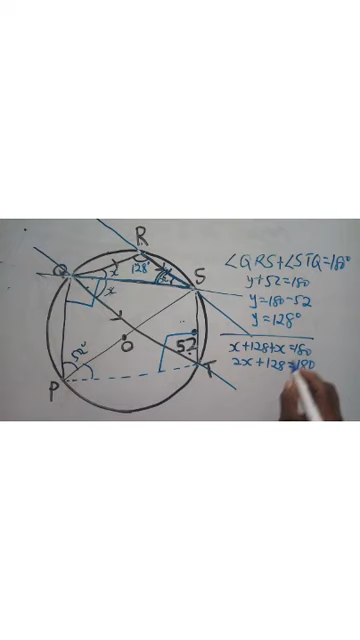 R
128°
x
x
x
Q
S
∠QRS+∠STQ=180°
y+52=180
y=180-52
y=128°
x+128+x=180
2x+128=180
O
52
52°
P
T